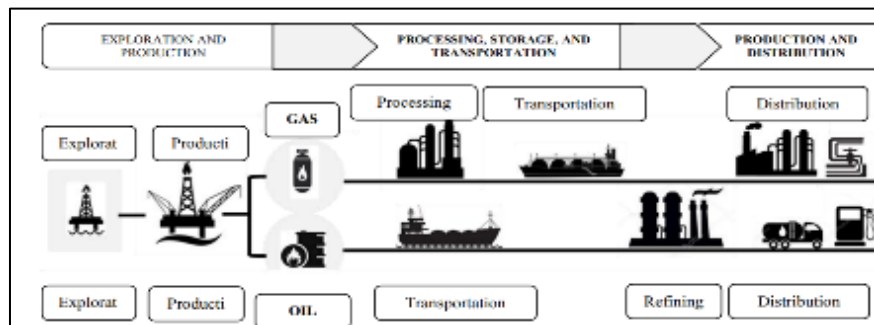 EXPLORATION AND
PRODUCTION
PROCESSING, STORAGE, AND
TRANSPORTATION
PRODUCTION AND
DISTRIBUTION
Processing
Transportation
Distribution
GAS
Explorat
Producti
Explorat
Producti
OIL
Transportation
Refining
Distribution